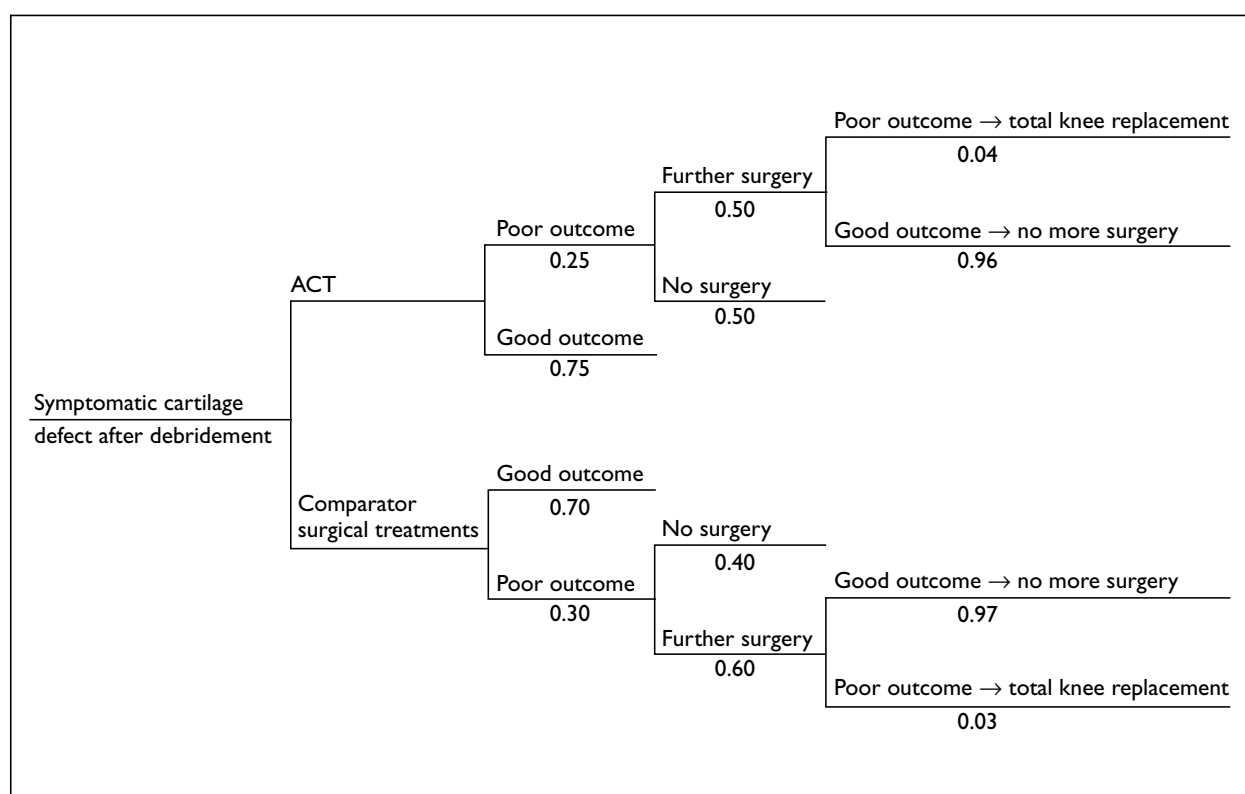 Poor outcome → total knee replacement
0.04
Further surgery
0.50
Good outcome → no more surgery
0.96
Poor outcome
0.25
No surgery
0.50
ACT
Good outcome
0.75
Symptomatic cartilage
defect after debridement
Good outcome
0.70
Comparator
surgical treatments
No surgery
0.40
Poor outcome
0.30
Good outcome → no more surgery
0.97
Further surgery
0.60
Poor outcome → total knee replacement
0.03